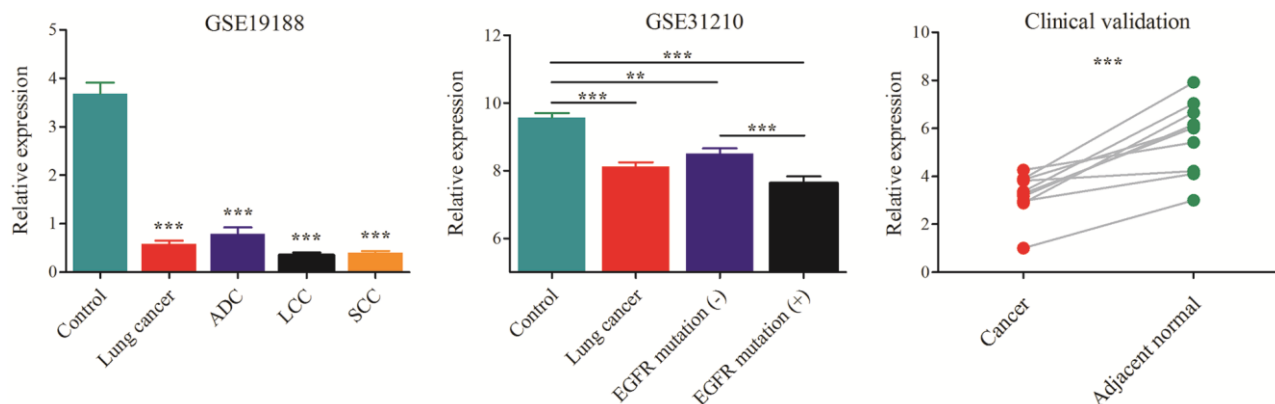 GSE19188
Relative expression
5
4
3
2
1
0
***
***
***
***
Control
Lung cancer
ADC
LCC
SCC
GSE31210
Relative expression
12
10
8
6
***
**
***
***
Control
Lung cancer
EGFR mutation (-)
EGFR mutation (+)
Clinical validation
Relative expression
10
8
6
4
2
0
***
Cancer
Adjacent normal